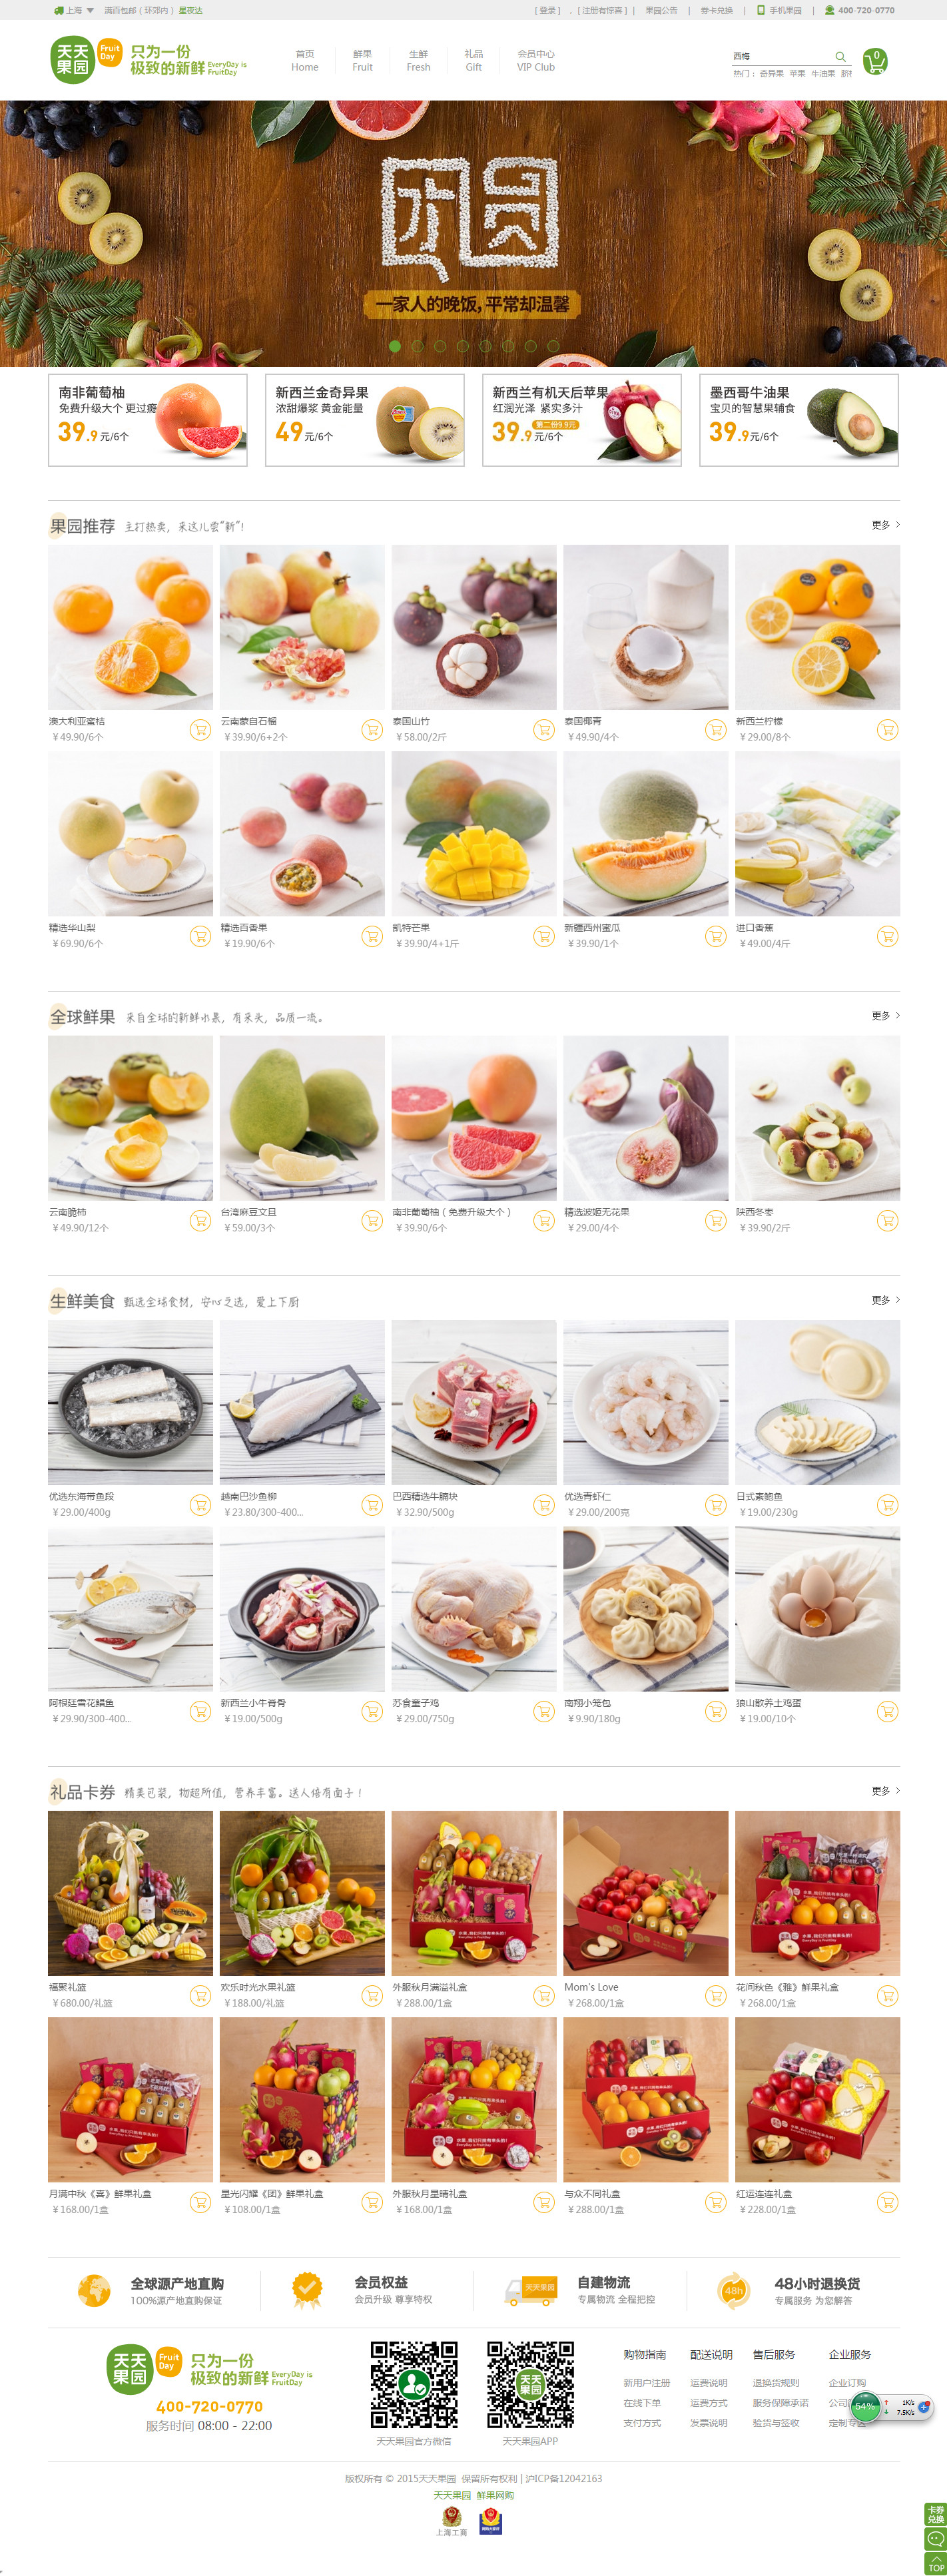 上海 满百包邮（环郊内） 星夜达 [ 登录 ] ，[ 注册有惊喜 ] | 果园公告 | 券卡兑换 | 手机果园 | 400-720-0770
天天果园 Fruit Day 只为一份
极致的新鲜 EveryDay is FruitDay
首页 鲜果 生鲜 礼品 会员中心
Home Fruit Fresh Gift VIP Club
西梅 0
热门： 奇异果 苹果 牛油果
一家人的晚饭, 平常却温馨
南非葡萄柚
免费升级大个 更过瘾
39.9元/6个
新西兰金奇异果
浓甜爆浆 黄金能量
49元/6个
新西兰有机天后苹果
红润光泽 紧实多汁
第二份9.9元
39.9元/6个
墨西哥牛油果
宝贝的智慧果辅食
39.9元/6个
果园推荐 主打热卖，来这儿尝“新”! 更多
澳大利亚蜜桔
￥49.90/6个
云南蒙自石榴
￥39.90/6+2个
泰国山竹
￥58.00/2斤
泰国椰青
￥49.90/4个
新西兰柠檬
￥29.00/8个
精选华山梨
￥69.90/6个
精选百香果
￥19.90/6个
凯特芒果
￥39.90/4+1斤
新疆西州蜜瓜
￥39.90/1个
进口香蕉
￥49.00/4斤
全球鲜果 来自全球的新鲜水果，有来头，品质一流。 更多
云南脆柿
￥49.90/12个
台湾麻豆文旦
￥59.00/3个
南非葡萄柚（免费升级大个）
￥39.90/6个
精选波姬无花果
￥29.00/4个
陕西冬枣
￥39.90/2斤
生鲜美食 甄选全球食材，安心之选，爱上下厨 更多
优选东海带鱼段
￥29.00/400g
越南巴沙鱼柳
￥23.80/300-400...
巴西精选牛腩块
￥32.90/500g
优选青虾仁
￥29.00/200克
日式素鲍鱼
￥19.00/230g
阿根廷雪花鲳鱼
￥29.90/300-400...
新西兰小牛脊骨
￥19.00/500g
苏食童子鸡
￥29.00/750g
南翔小笼包
￥9.90/180g
狼山散养土鸡蛋
￥19.00/10个
礼品卡券 精美包装，物超所值，营养丰富。送人倍有面子！ 更多
福聚礼篮
￥680.00/礼篮
欢乐时光水果礼篮
￥188.00/礼篮
外服秋月满溢礼盒
￥288.00/1盒
Mom's Love
￥268.00/1盒
花间秋色《雅》鲜果礼盒
￥268.00/1盒
月满中秋《喜》鲜果礼盒
￥168.00/1盒
星光闪耀《团》鲜果礼盒
￥108.00/1盒
外服秋月星晴礼盒
￥168.00/1盒
与众不同礼盒
￥288.00/1盒
红运连连礼盒
￥228.00/1盒
全球源产地直购
100%源产地直购保证
会员权益
会员升级 尊享特权
天天果园
自建物流
专属物流 全程把控
48h
48小时退换货
专属服务 为您解答
天天果园 Fruit Day 只为一份
极致的新鲜 EveryDay is FruitDay
400-720-0770
服务时间 08:00 - 22:00
天天果园官方微信
天天果园
天天果园APP
购物指南 配送说明 售后服务 企业服务
新用户注册 运费说明 退换货规则 企业订购
在线下单 运费方式 服务保障承诺 公司
支付方式 发票说明 验货与签收 定制专区
54% 1K/s
7.5K/s
版权所有 © 2015天天果园 保留所有权利 | 沪ICP备12042163
天天果园 鲜果网购
上海工商
卡券
兑换
TOP